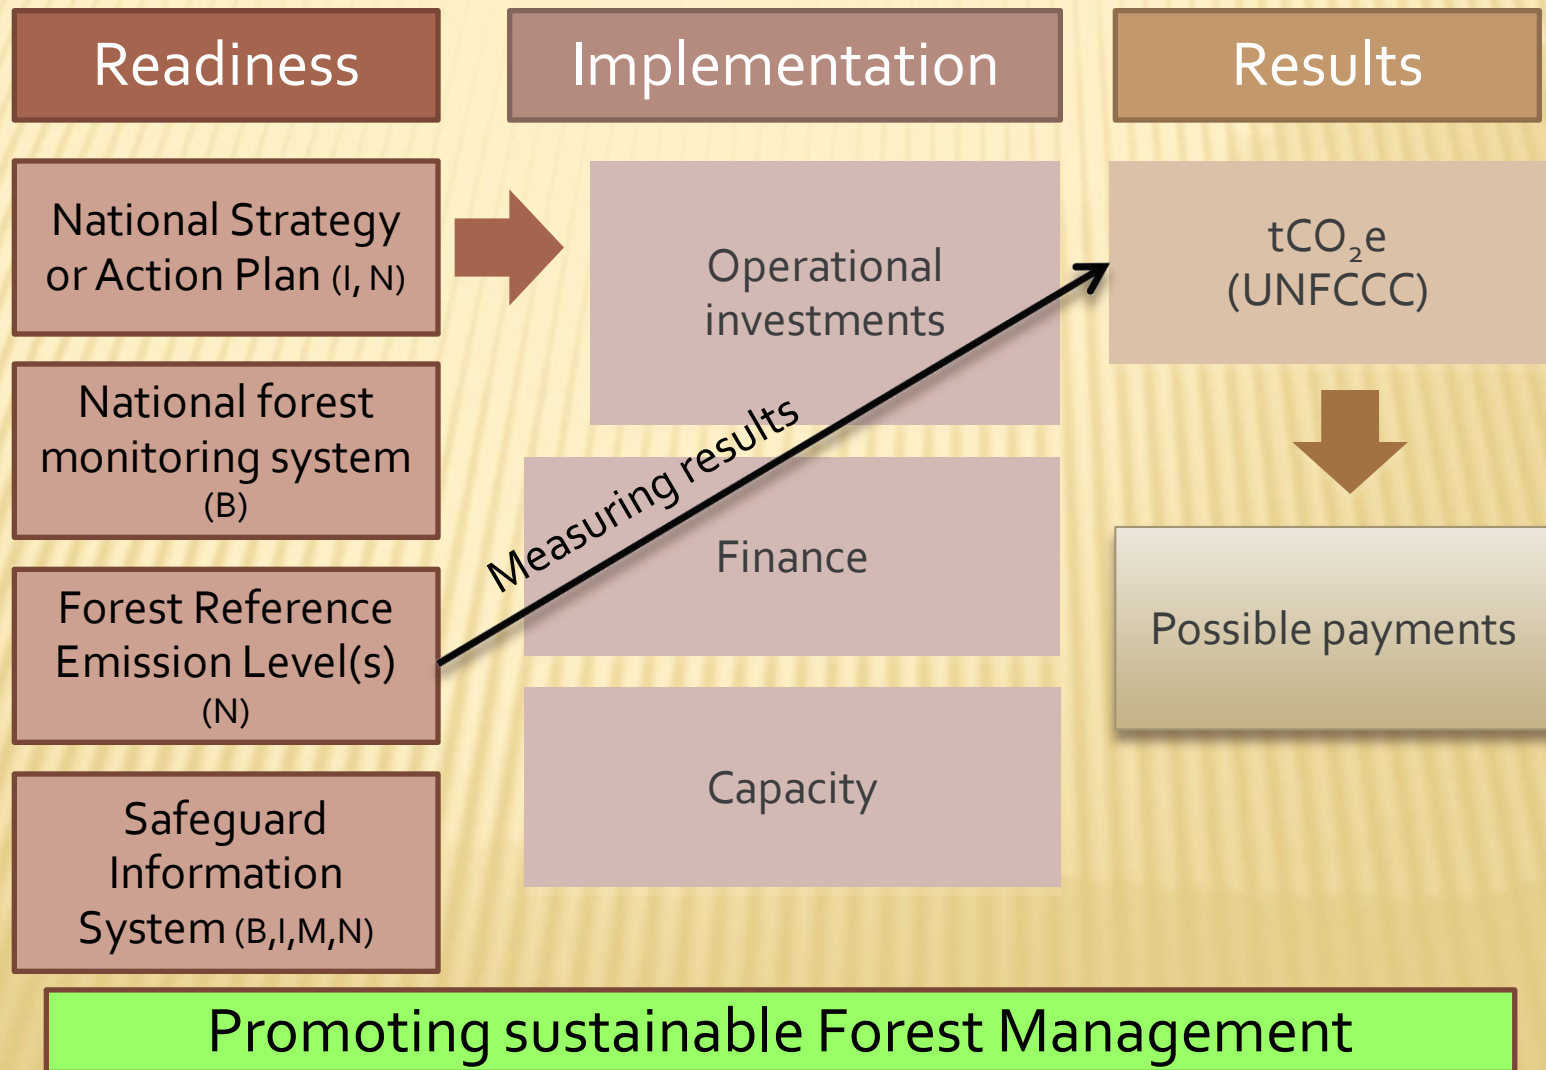 Readiness
Implementation
Results
National Strategy
or Action Plan (I, N)
National forest
monitoring system
(B)
Forest Reference
Emission Level(s)
(N)
Safeguard
Information
System (B,I,M,N)
Operational
investments
Measuring results
Finance
Capacity
tCO₂e
(UNFCCC)
Possible payments
Promoting sustainable Forest Management